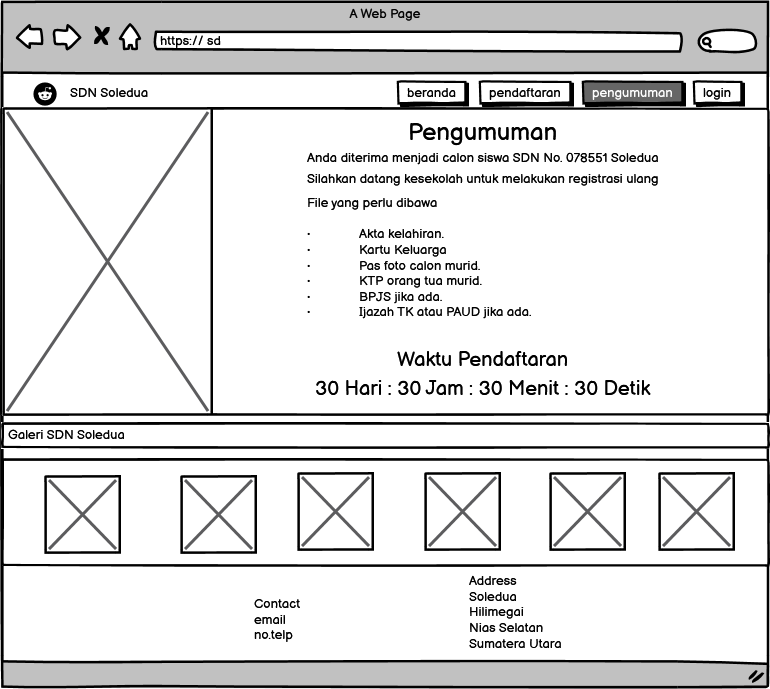 A Web Page
https:// sd
SDN Soledua
beranda
pendaftaran
pengumuman
login
Pengumuman
Anda diterima menjadi calon siswa SDN No. 078551 Soledua
Silahkan datang kesekolah untuk melakukan registrasi ulang
File yang perlu dibawa
· Akta kelahiran.
· Kartu Keluarga
· Pas foto calon murid.
· KTP orang tua murid.
· BPJS jika ada.
· Ijazah TK atau PAUD jika ada.
Waktu Pendaftaran
30 Hari : 30 Jam : 30 Menit : 30 Detik
Galeri SDN Soledua
Contact
email
no.telp
Address
Soledua
Hilimegai
Nias Selatan
Sumatera Utara